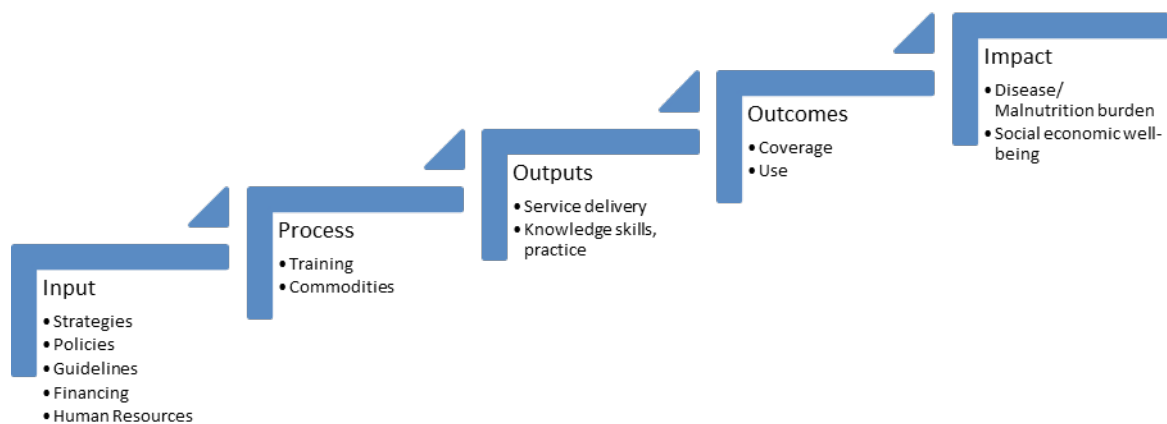 Input
• Strategies
• Policies
• Guidelines
• Financing
• Human Resources
Process
• Training
• Commodities
Outputs
• Service delivery
• Knowledge skills,
practice
Outcomes
• Coverage
• Use
Impact
• Disease/
Malnutrition burden
• Social economic well-
being